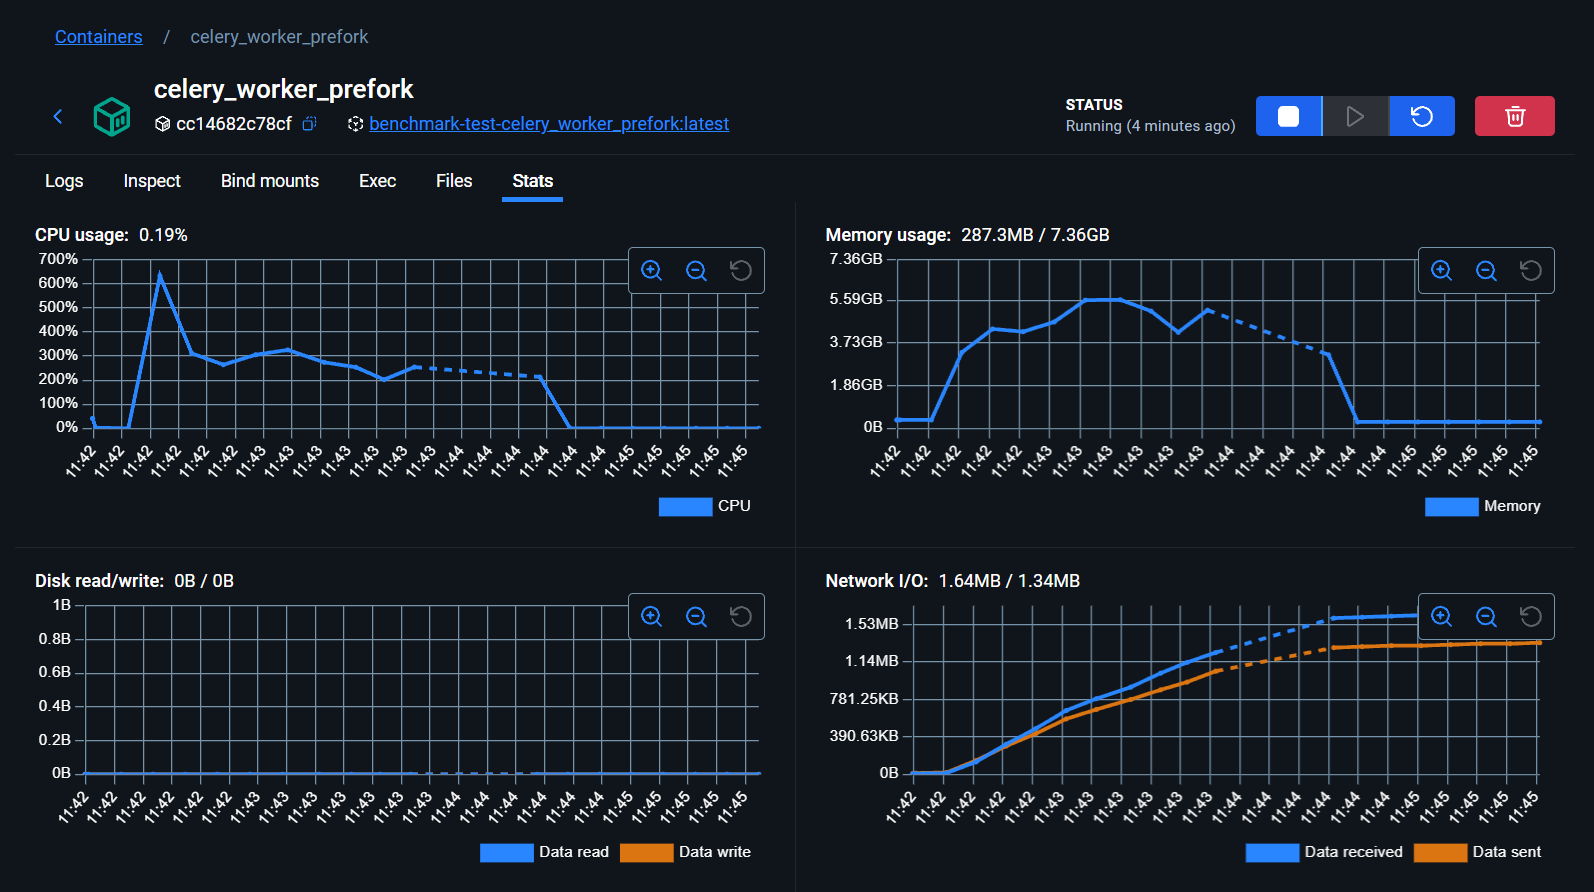 Containers / celery_worker_prefork
celery_worker_prefork
cc14682c78cf benchmark-test-celery_worker_prefork:latest
STATUS
Running (4 minutes ago)
Logs Inspect Bind mounts Exec Files Stats
CPU usage: 0.19%
700%
600%
500%
400%
300%
200%
100%
0%
11:42 11:42 11:42 11:42 11:42 11:42 11:43 11:43 11:43 11:43 11:43 11:43 11:43 11:44 11:44 11:44 11:44 11:44 11:44 11:45 11:45 11:45 11:45 11:45
CPU
Memory usage: 287.3MB / 7.36GB
7.36GB
5.59GB
3.73GB
1.86GB
0B
11:42 11:42 11:42 11:42 11:42 11:43 11:43 11:43 11:43 11:43 11:43 11:44 11:44 11:44 11:44 11:44 11:44 11:45 11:45 11:45 11:45 11:45
Memory
Disk read/write: 0B / 0B
1B
0.8B
0.6B
0.4B
0.2B
0B
11:42 11:42 11:42 11:42 11:42 11:42 11:43 11:43 11:43 11:43 11:43 11:43 11:43 11:44 11:44 11:44 11:44 11:44 11:44 11:45 11:45 11:45 11:45 11:45
Data read Data write
Network I/O: 1.64MB / 1.34MB
1.53MB
1.14MB
781.25KB
390.63KB
0B
11:42 11:42 11:42 11:42 11:42 11:43 11:43 11:43 11:43 11:43 11:43 11:44 11:44 11:44 11:44 11:44 11:44 11:45 11:45 11:45 11:45 11:45
Data received Data sent